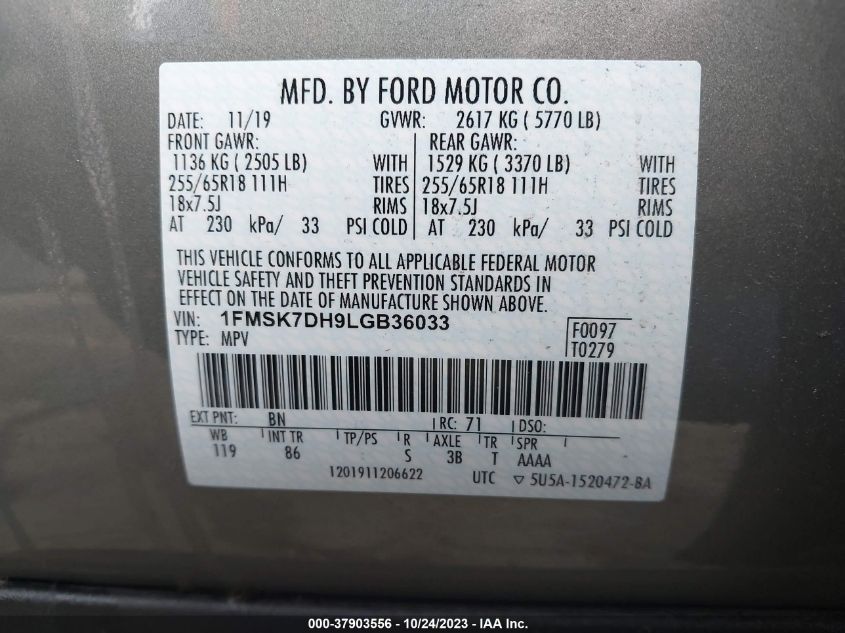 MFD. BY FORD MOTOR CO.
DATE: 11/19 GVWR: 2617 KG ( 5770 LB)
FRONT GAWR: REAR GAWR:
1136 KG ( 2505 LB) WITH 1529 KG ( 3370 LB) WITH
255/65R18 111H TIRES 255/65R18 111H TIRES
18x7.5J RIMS 18x7.5J RIMS
AT 230 kPa/ 33 PSI COLD AT 230 kPa/ 33 PSI COLD
THIS VEHICLE CONFORMS TO ALL APPLICABLE FEDERAL MOTOR
VEHICLE SAFETY AND THEFT PREVENTION STANDARDS IN
EFFECT ON THE DATE OF MANUFACTURE SHOWN ABOVE.
VIN: 1FMSK7DH9LGB36033 F0097
TYPE: MPV T0279
EXT PNT: BN RC: 71 DSO:
WB INT TR TP/PS R AXLE TR SPR
119 86 S 3B T AAAA
1201911206622 UTC ▽ 5U5A-1520472-BA
000-37903556 - 10/24/2023 - IAA Inc.